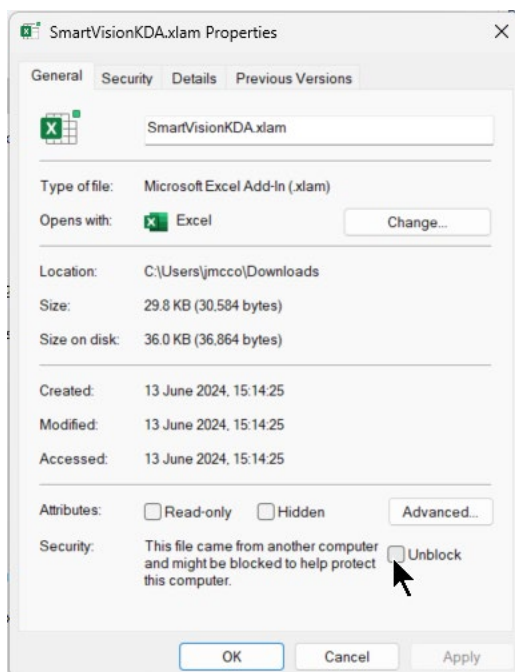 SmartVisionKDA.xlam Properties
General Security Details Previous Versions
SmartVisionKDA.xlam
Type of file: Microsoft Excel Add-In (.xlam)
Opens with: Excel Change...
Location: C:\Users\jmcco\Downloads
Size: 29.8 KB (30,584 bytes)
Size on disk: 36.0 KB (36,864 bytes)
Created: 13 June 2024, 15:14:25
Modified: 13 June 2024, 15:14:25
Accessed: 13 June 2024, 15:14:25
Attributes: Read-only Hidden Advanced...
Security: This file came from another computer
and might be blocked to help protect
this computer.
Unblock
OK Cancel Apply